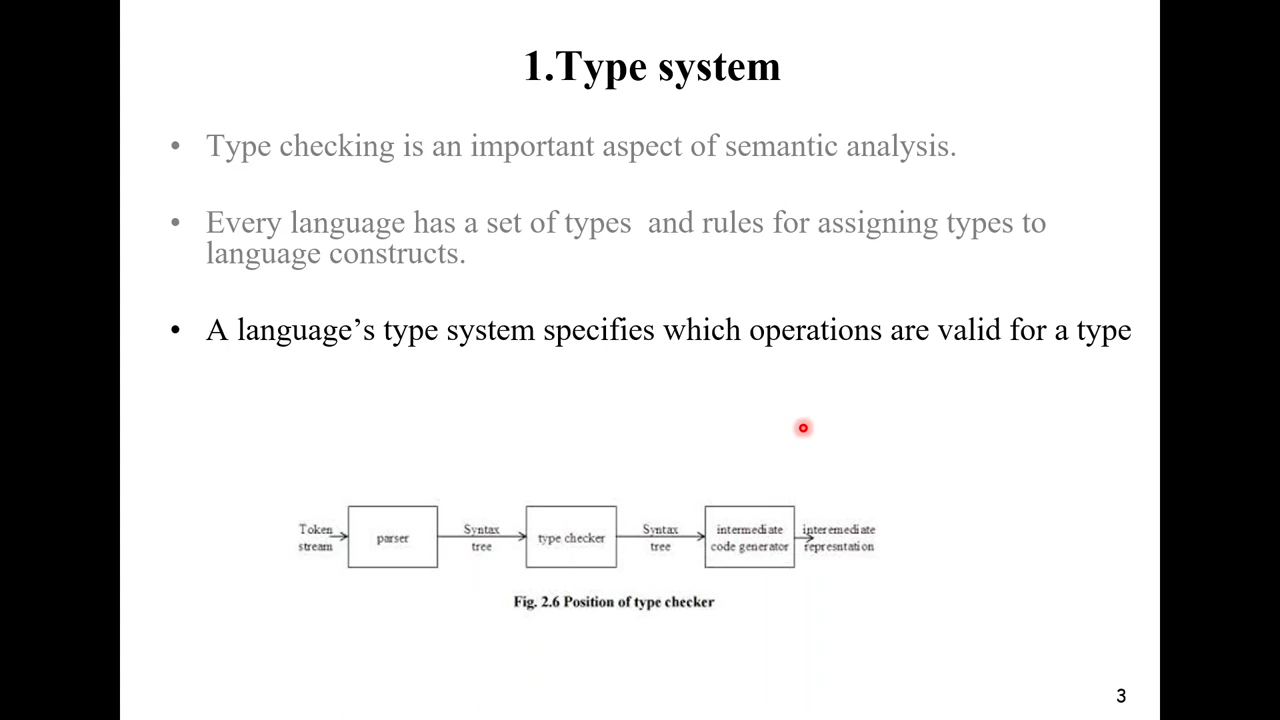 1.Type system
• Type checking is an important aspect of semantic analysis.
• Every language has a set of types and rules for assigning types to
language constructs.
• A language’s type system specifies which operations are valid for a type
Token
stream
parser
Syntax
tree
type checker
Syntax
tree
intermediate
code generator
interemediate
represntation
Fig. 2.6 Position of type checker
3